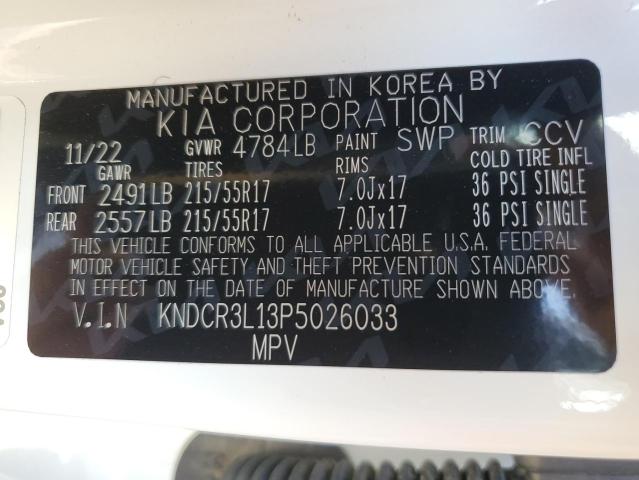 MANUFACTURED IN KOREA BY
KIA CORPORATION
11/22 GVWR 4784LB PAINT SWP TRIM CCV
GAWR TIRES RIMS COLD TIRE INFL
FRONT 2491LB 215/55R17 7.0Jx17 36 PSI SINGLE
REAR 2557LB 215/55R17 7.0Jx17 36 PSI SINGLE
THIS VEHICLE CONFORMS TO ALL APPLICABLE U.S.A. FEDERAL
MOTOR VEHICLE SAFETY AND THEFT PREVENTION STANDARDS
IN EFFECT ON THE DATE OF MANUFACTURE SHOWN ABOVE.
V.I.N KNDCR3L13P5026033
MPV